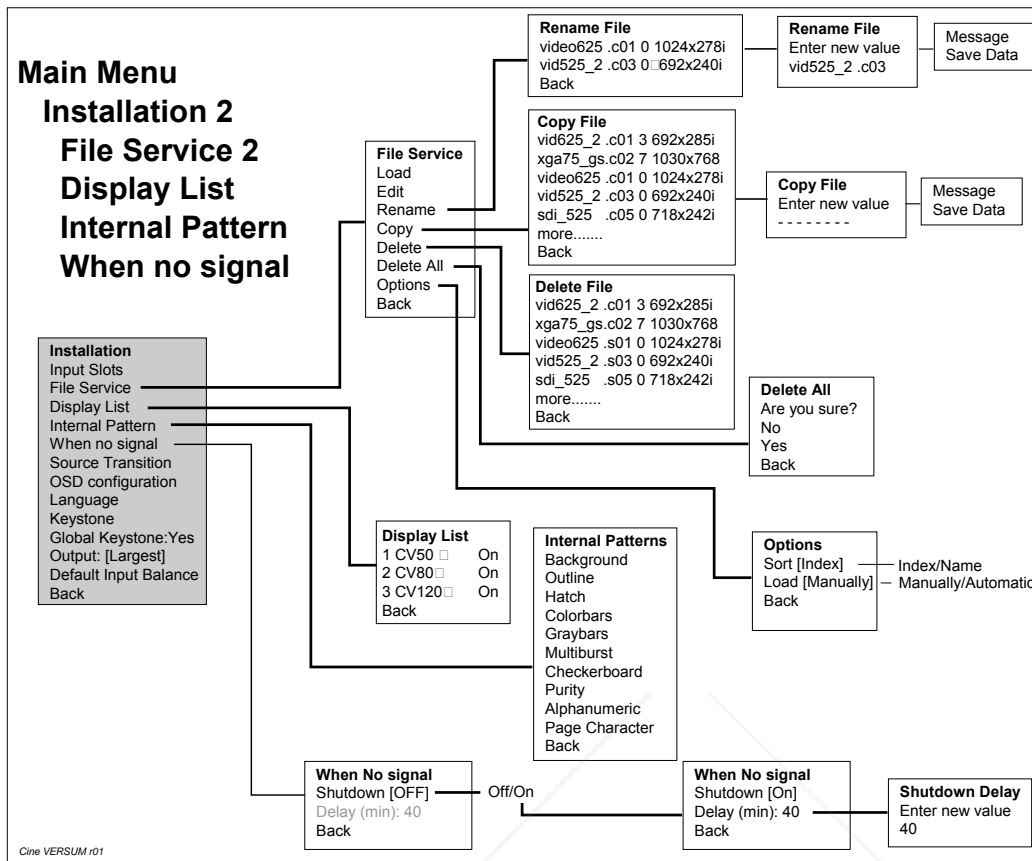 Main Menu
Installation 2
File Service 2
Display List
Internal Pattern
When no signal
Installation
Input Slots
File Service
Display List
Internal Pattern
When no signal
Source Transition
OSD configuration
Language
Keystone
Global Keystone:Yes
Output: [Largest]
Default Input Balance
Back
File Service
Load
Edit
Rename
Copy
Delete
Delete All
Options
Back
Rename File
video625 .c01 0 1024x278i
vid525_2 .c03 0□692x240i
Back
Rename File
Enter new value
vid525_2 .c03
Message
Save Data
Copy File
vid625_2 .c01 3 692x285i
xga75_gs.c02 7 1030x768
video625 .c01 0 1024x278i
vid525_2 .c03 0 692x240i
sdi_525 .c05 0 718x242i
more.......
Back
Copy File
Enter new value
- - - - - - - -
Message
Save Data
Delete File
vid625_2 .c01 3 692x285i
xga75_gs.c02 7 1030x768
video625 .s01 0 1024x278i
vid525_2 .s03 0 692x240i
sdi_525 .s05 0 718x242i
more.......
Back
Delete All
Are you sure?
No
Yes
Back
Options
Sort [Index]
Load [Manually]
Back
Index/Name
Manually/Automatic
Display List
1 CV50 □ On
2 CV80□ On
3 CV120□ On
Back
Internal Patterns
Background
Outline
Hatch
Colorbars
Graybars
Multiburst
Checkerboard
Purity
Alphanumeric
Page Character
Back
When No signal
Shutdown [OFF]
Delay (min): 40
Back
Off/On
When No signal
Shutdown [On]
Delay (min): 40
Back
Shutdown Delay
Enter new value
40
Cine VERSUM r01